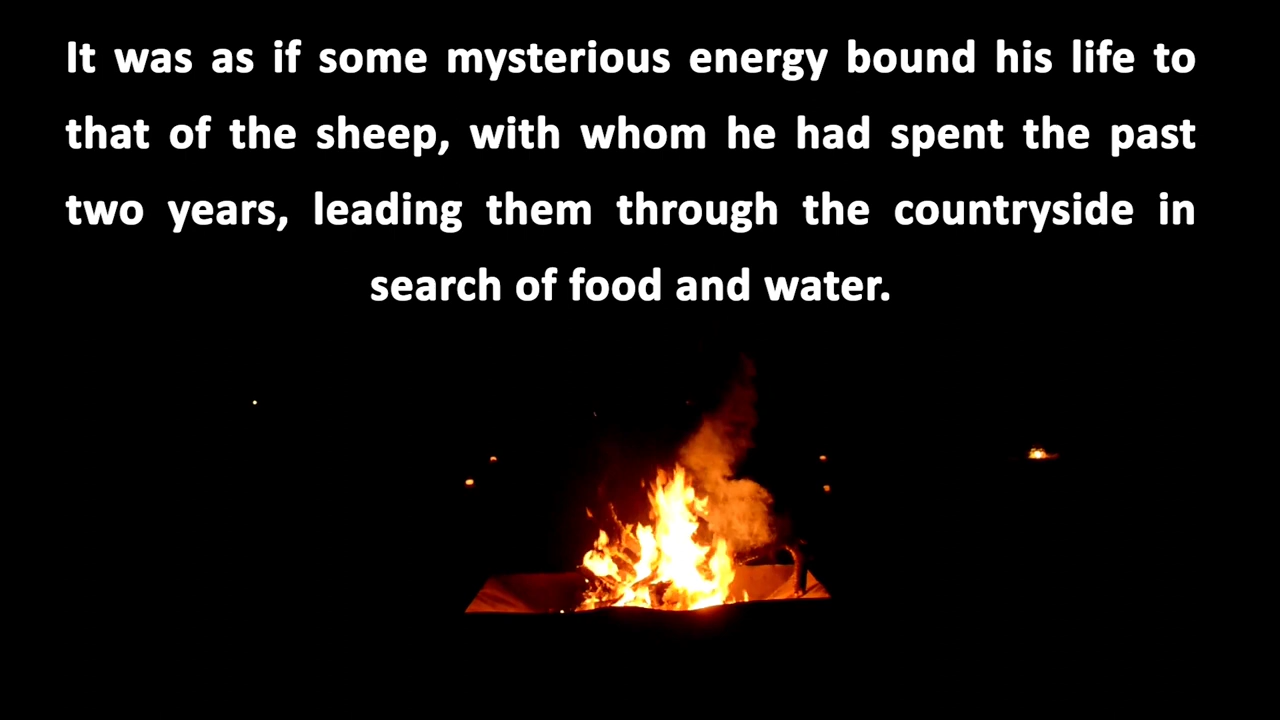 It was as if some mysterious energy bound his life to
that of the sheep, with whom he had spent the past
two years, leading them through the countryside in
search of food and water.